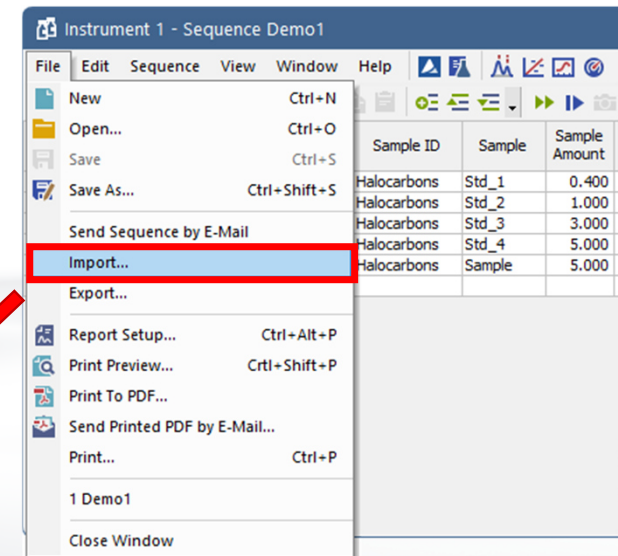 Instrument 1 - Sequence Demo1
File Edit Sequence View Window Help
New Ctrl+N
Open... Ctrl+O
Save Ctrl+S
Save As... Ctrl+Shift+S
Send Sequence by E-Mail
Import...
Export...
Report Setup... Ctrl+Alt+P
Print Preview... Crtl+Shift+P
Print To PDF...
Send Printed PDF by E-Mail...
Print... Ctrl+P
1 Demo1
Close Window
Sample ID Sample Sample Amount
Halocarbons Std_1 0.400
Halocarbons Std_2 1.000
Halocarbons Std_3 3.000
Halocarbons Std_4 5.000
Halocarbons Sample 5.000